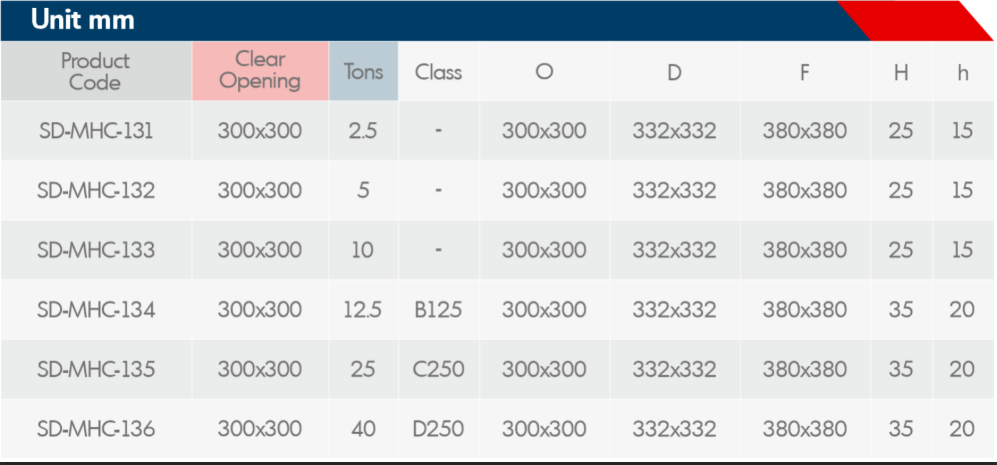 Unit mm
Product Code Clear Opening Tons Class O D F H h
SD-MHC-131 300x300 2.5 - 300x300 332x332 380x380 25 15
SD-MHC-132 300x300 5 - 300x300 332x332 380x380 25 15
SD-MHC-133 300x300 10 - 300x300 332x332 380x380 25 15
SD-MHC-134 300x300 12.5 B125 300x300 332x332 380x380 35 20
SD-MHC-135 300x300 25 C250 300x300 332x332 380x380 35 20
SD-MHC-136 300x300 40 D250 300x300 332x332 380x380 35 20